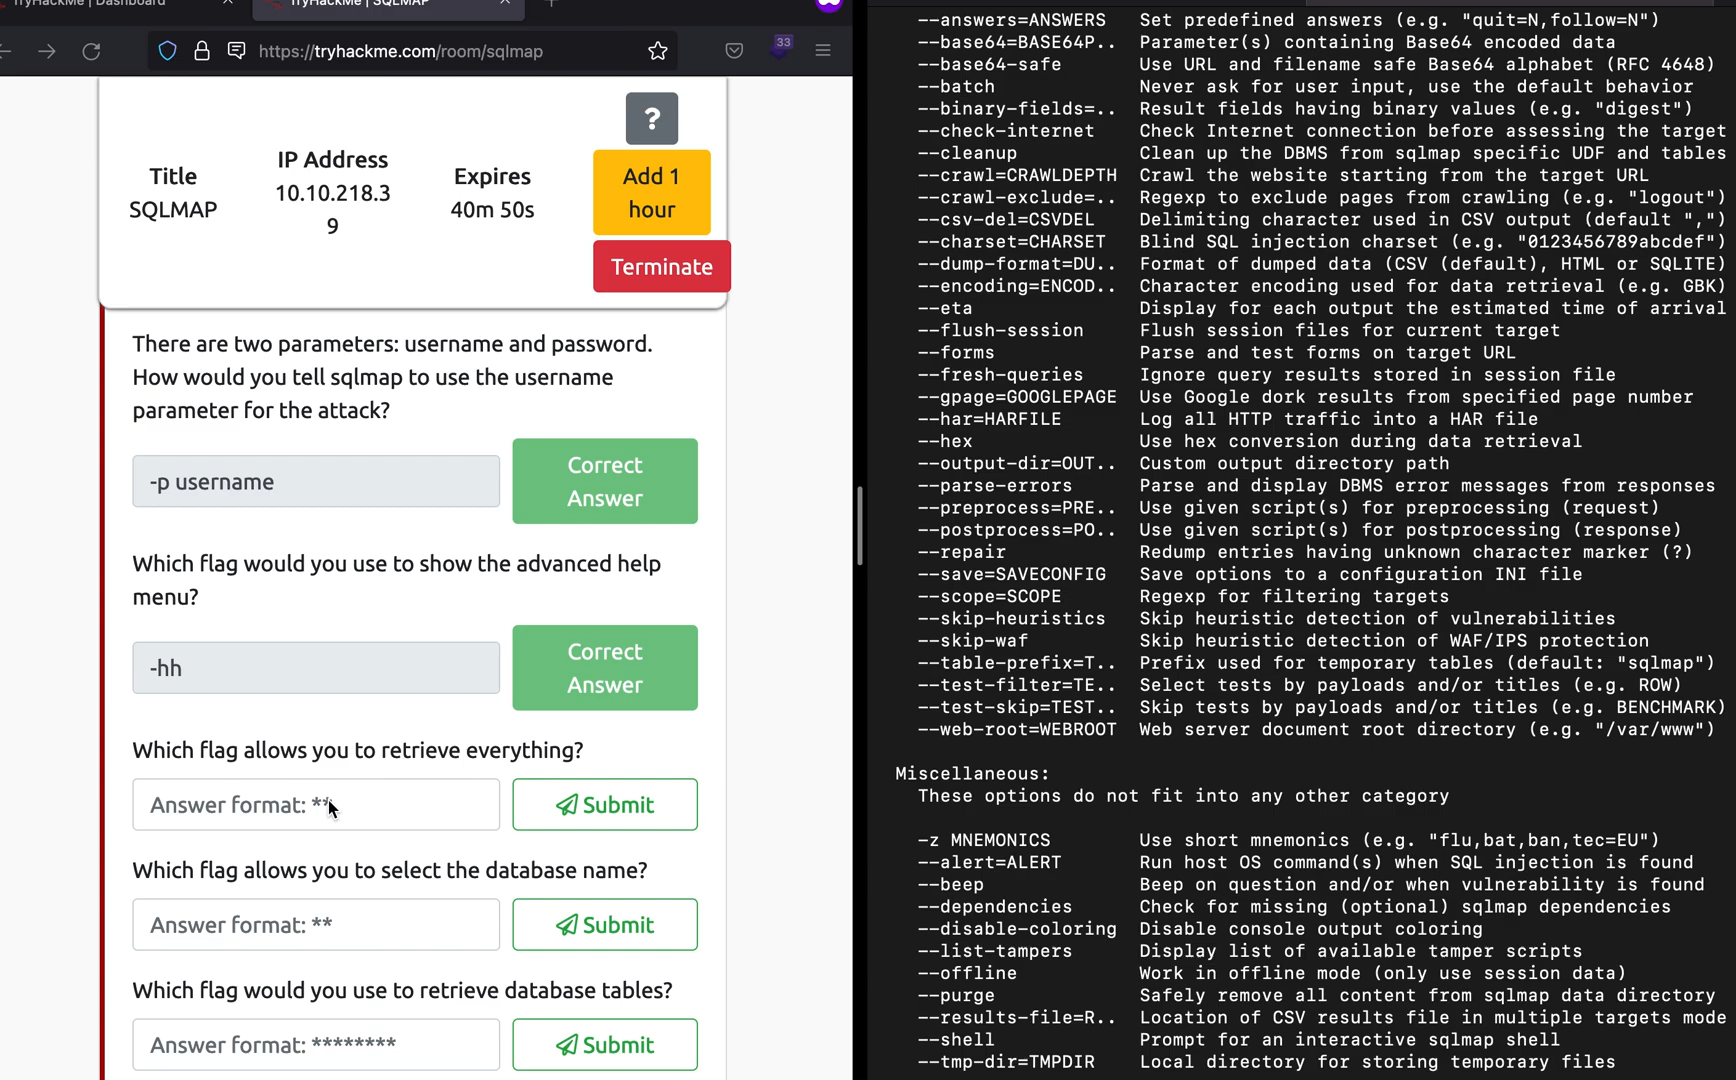 TryHackMe | Dashboard
TryHackMe | SQLMAP
https://tryhackme.com/room/sqlmap
33
Title
SQLMAP
IP Address
10.10.218.3
9
Expires
40m 50s
?
Add 1
hour
Terminate
There are two parameters: username and password.
How would you tell sqlmap to use the username
parameter for the attack?
-p username
Correct
Answer
Which flag would you use to show the advanced help
menu?
-hh
Correct
Answer
Which flag allows you to retrieve everything?
Answer format: **
Submit
Which flag allows you to select the database name?
Answer format: **
Submit
Which flag would you use to retrieve database tables?
Answer format: ********
Submit
--answers=ANSWERS Set predefined answers (e.g. "quit=N,follow=N")
--base64=BASE64P.. Parameter(s) containing Base64 encoded data
--base64-safe Use URL and filename safe Base64 alphabet (RFC 4648)
--batch Never ask for user input, use the default behavior
--binary-fields=.. Result fields having binary values (e.g. "digest")
--check-internet Check Internet connection before assessing the target
--cleanup Clean up the DBMS from sqlmap specific UDF and tables
--crawl=CRAWLDEPTH Crawl the website starting from the target URL
--crawl-exclude=.. Regexp to exclude pages from crawling (e.g. "logout")
--csv-del=CSVDEL Delimiting character used in CSV output (default ",")
--charset=CHARSET Blind SQL injection charset (e.g. "0123456789abcdef")
--dump-format=DU.. Format of dumped data (CSV (default), HTML or SQLITE)
--encoding=ENCOD.. Character encoding used for data retrieval (e.g. GBK)
--eta Display for each output the estimated time of arrival
--flush-session Flush session files for current target
--forms Parse and test forms on target URL
--fresh-queries Ignore query results stored in session file
--gpage=GOOGLEPAGE Use Google dork results from specified page number
--har=HARFILE Log all HTTP traffic into a HAR file
--hex Use hex conversion during data retrieval
--output-dir=OUT.. Custom output directory path
--parse-errors Parse and display DBMS error messages from responses
--preprocess=PRE.. Use given script(s) for preprocessing (request)
--postprocess=PO.. Use given script(s) for postprocessing (response)
--repair Redump entries having unknown character marker (?)
--save=SAVECONFIG Save options to a configuration INI file
--scope=SCOPE Regexp for filtering targets
--skip-heuristics Skip heuristic detection of vulnerabilities
--skip-waf Skip heuristic detection of WAF/IPS protection
--table-prefix=T.. Prefix used for temporary tables (default: "sqlmap")
--test-filter=TE.. Select tests by payloads and/or titles (e.g. ROW)
--test-skip=TEST.. Skip tests by payloads and/or titles (e.g. BENCHMARK)
--web-root=WEBROOT Web server document root directory (e.g. "/var/www")
Miscellaneous:
These options do not fit into any other category
-z MNEMONICS Use short mnemonics (e.g. "flu,bat,ban,tec=EU")
--alert=ALERT Run host OS command(s) when SQL injection is found
--beep Beep on question and/or when vulnerability is found
--dependencies Check for missing (optional) sqlmap dependencies
--disable-coloring Disable console output coloring
--list-tampers Display list of available tamper scripts
--offline Work in offline mode (only use session data)
--purge Safely remove all content from sqlmap data directory
--results-file=R.. Location of CSV results file in multiple targets mode
--shell Prompt for an interactive sqlmap shell
--tmp-dir=TMPDIR Local directory for storing temporary files